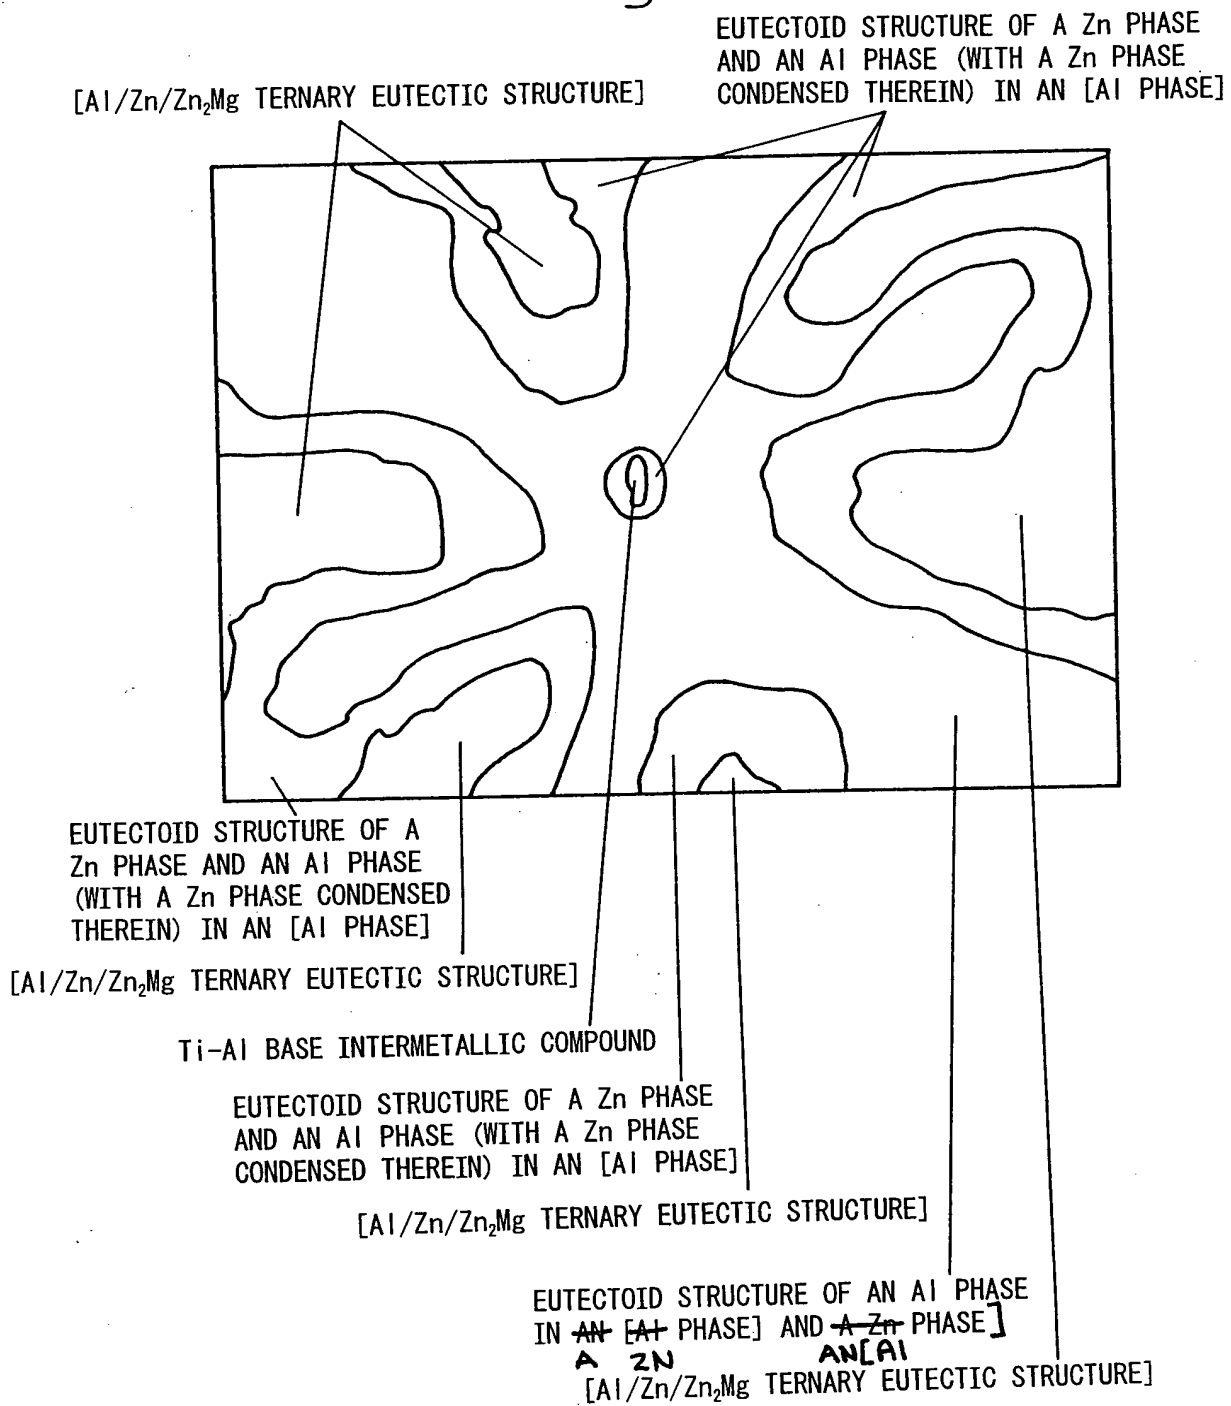 EUTECTOID STRUCTURE OF A Zn PHASE
AND AN Al PHASE (WITH A Zn PHASE
CONDENSED THEREIN) IN AN [Al PHASE]
[Al/Zn/Zn₂Mg TERNARY EUTECTIC STRUCTURE]
EUTECTOID STRUCTURE OF A
Zn PHASE AND AN Al PHASE
(WITH A Zn PHASE CONDENSED
THEREIN) IN AN [Al PHASE]
[Al/Zn/Zn₂Mg TERNARY EUTECTIC STRUCTURE]
Ti-Al BASE INTERMETALLIC COMPOUND
EUTECTOID STRUCTURE OF A Zn PHASE
AND AN Al PHASE (WITH A Zn PHASE
CONDENSED THEREIN) IN AN [Al PHASE]
[Al/Zn/Zn₂Mg TERNARY EUTECTIC STRUCTURE]
EUTECTOID STRUCTURE OF AN Al PHASE
IN AN [Al PHASE] AND A Zn PHASE]
A ZN AN[Al
[Al/Zn/Zn₂Mg TERNARY EUTECTIC STRUCTURE]